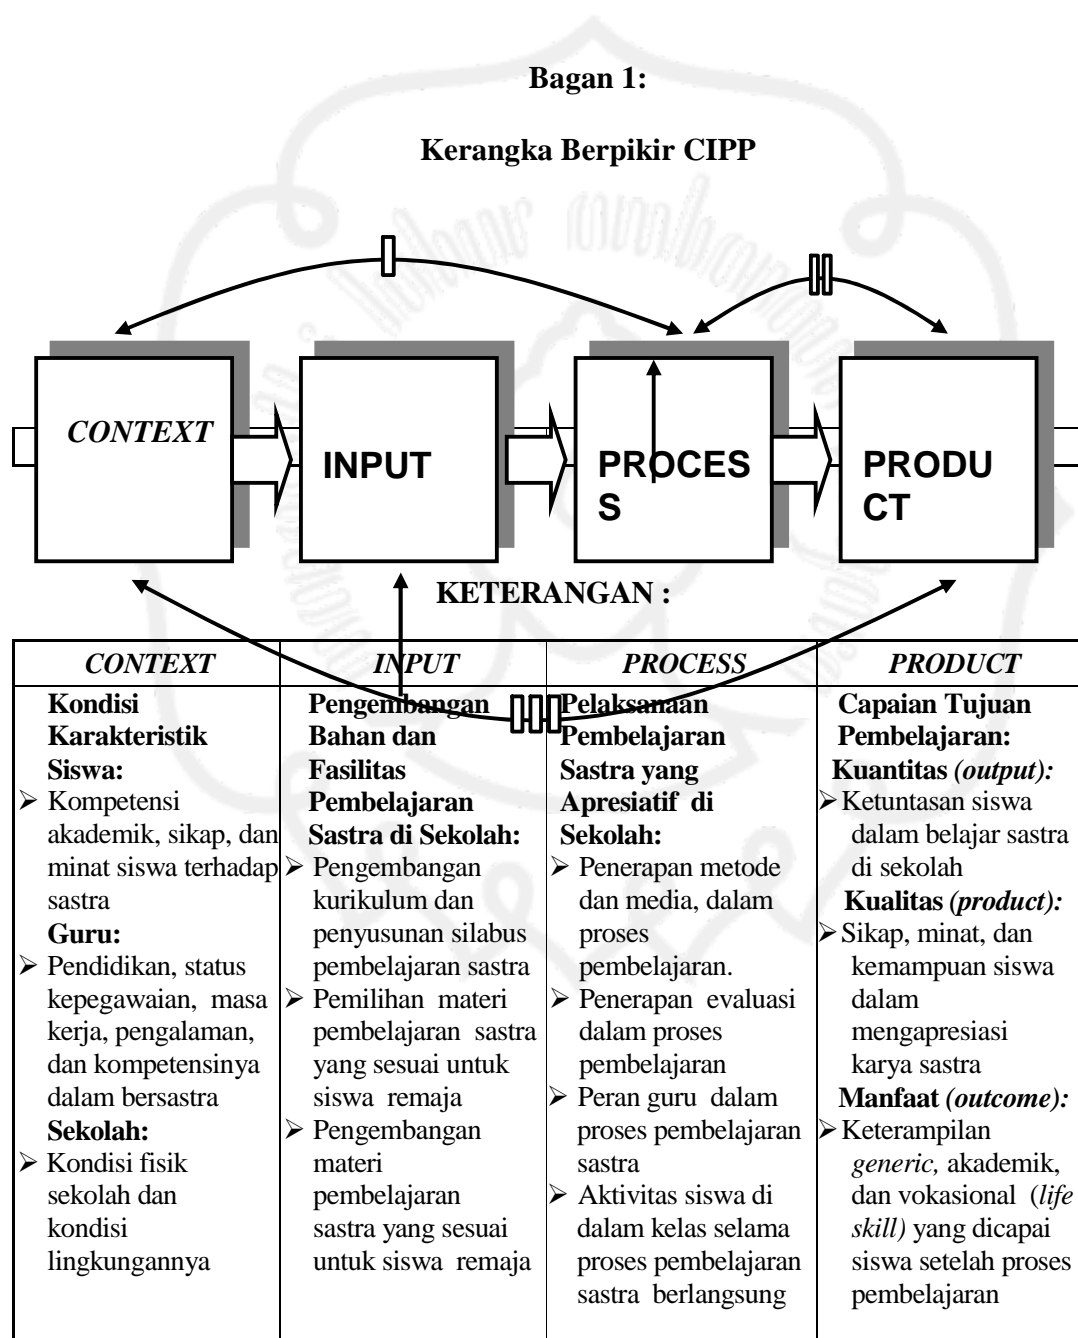 Bagan 1:
Kerangka Berpikir CIPP
CONTEXT
INPUT
PROCES
S
PRODU
CT
KETERANGAN :
CONTEXT
Kondisi
Karakteristik
Siswa:
➢ Kompetensi
akademik, sikap, dan
minat siswa terhadap
sastra
Guru:
➢ Pendidikan, status
kepegawaian, masa
kerja, pengalaman,
dan kompetensinya
dalam bersastra
Sekolah:
➢ Kondisi fisik
sekolah dan
kondisi
lingkungannya
INPUT
Pengembangan
Bahan dan
Fasilitas
Pembelajaran
Sastra di Sekolah:
➢ Pengembangan
kurikulum dan
penyusunan silabus
pembelajaran sastra
➢ Pemilihan materi
pembelajaran sastra
yang sesuai untuk
siswa remaja
➢ Pengembangan
materi
pembelajaran
sastra yang sesuai
untuk siswa remaja
PROCESS
Pelaksanaan
Pembelajaran
Sastra yang
Apresiatif di
Sekolah:
➢ Penerapan metode
dan media, dalam
proses
pembelajaran.
➢ Penerapan evaluasi
dalam proses
pembelajaran
➢ Peran guru dalam
proses pembelajaran
sastra
➢ Aktivitas siswa di
dalam kelas selama
proses pembelajaran
sastra berlangsung
PRODUCT
Capaian Tujuan
Pembelajaran:
Kuantitas (output):
➢ Ketuntasan siswa
dalam belajar sastra
di sekolah
Kualitas (product):
➢ Sikap, minat, dan
kemampuan siswa
dalam
mengapresiasi
karya sastra
Manfaat (outcome):
➢ Keterampilan
generic, akademik,
dan vokasional (life
skill) yang dicapai
siswa setelah proses
pembelajaran